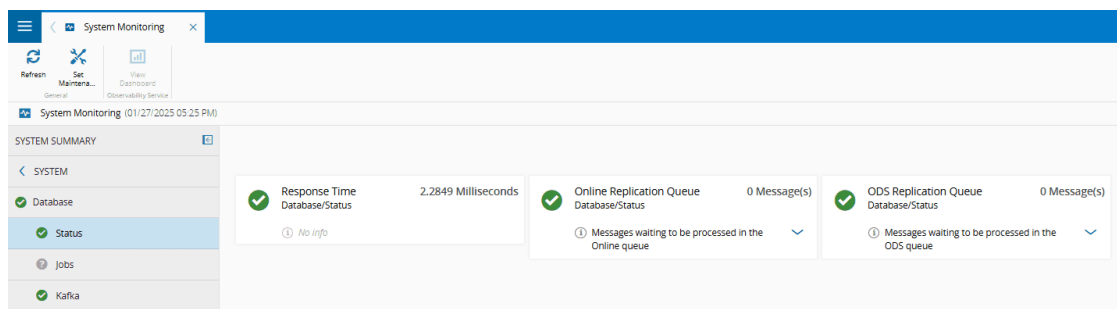 System Monitoring
Refresh
Set
Maintena...
View
Dashboard
General
Observability Service
System Monitoring (01/27/2025 05:25 PM)
SYSTEM SUMMARY
SYSTEM
Database
Status
Jobs
Kafka
Response Time 2.2849 Milliseconds
Database/Status
No info
Online Replication Queue 0 Message(s)
Database/Status
Messages waiting to be processed in the
Online queue
ODS Replication Queue 0 Message(s)
Database/Status
Messages waiting to be processed in the
ODS queue